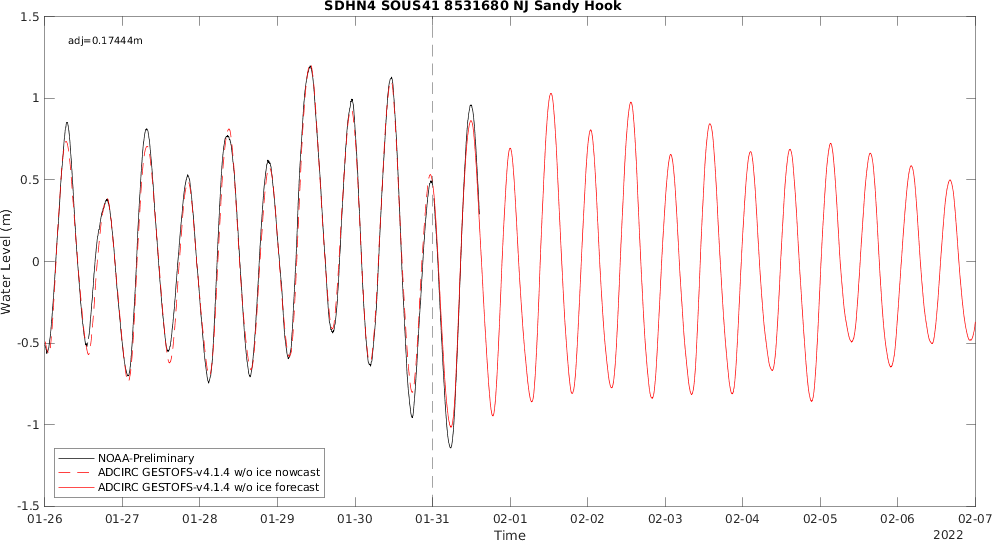 SDHN4 SOUS41 8531680 NJ Sandy Hook
adj=0.17444m
1.5
1
0.5
0
-0.5
-1
-1.5
Water Level (m)
NOAA-Preliminary
ADCIRC GESTOFS-v4.1.4 w/o ice nowcast
ADCIRC GESTOFS-v4.1.4 w/o ice forecast
01-26 01-27 01-28 01-29 01-30 01-31 02-01 02-02 02-03 02-04 02-05 02-06 02-07
Time
2022